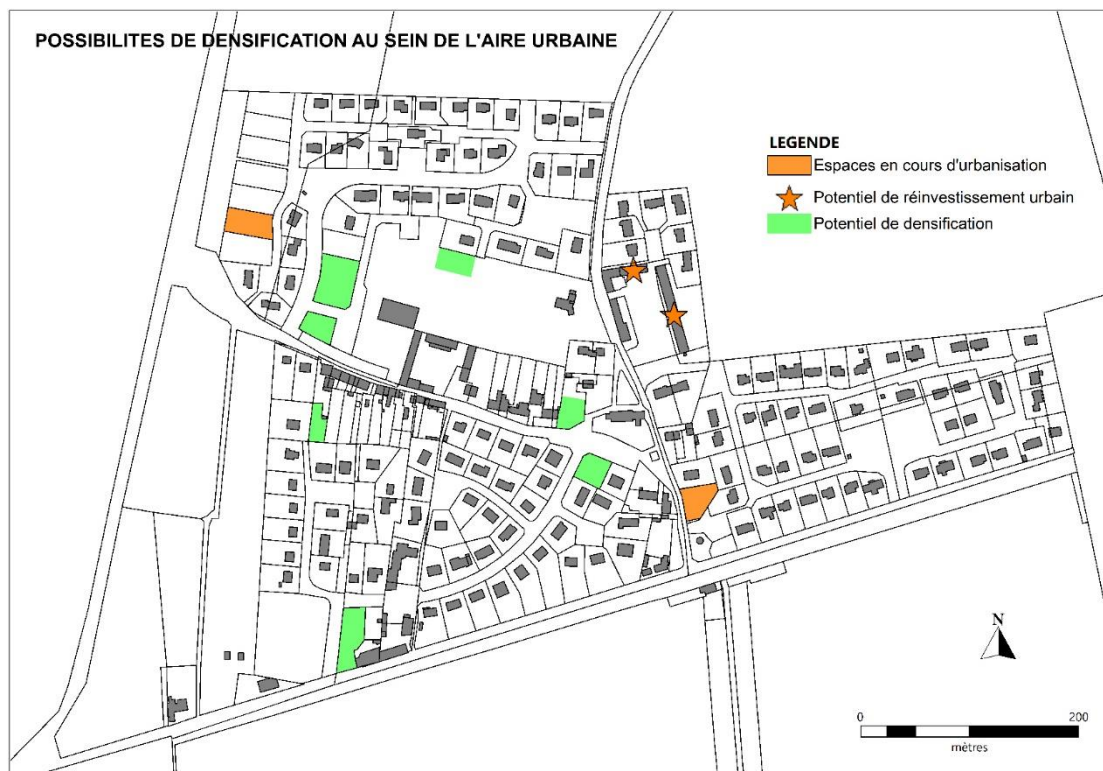 POSSIBILITES DE DENSIFICATION AU SEIN DE L'AIRE URBAINE
LEGENDE
Espaces en cours d'urbanisation
Potentiel de réinvestissement urbain
Potentiel de densification
N
0 200
mètres